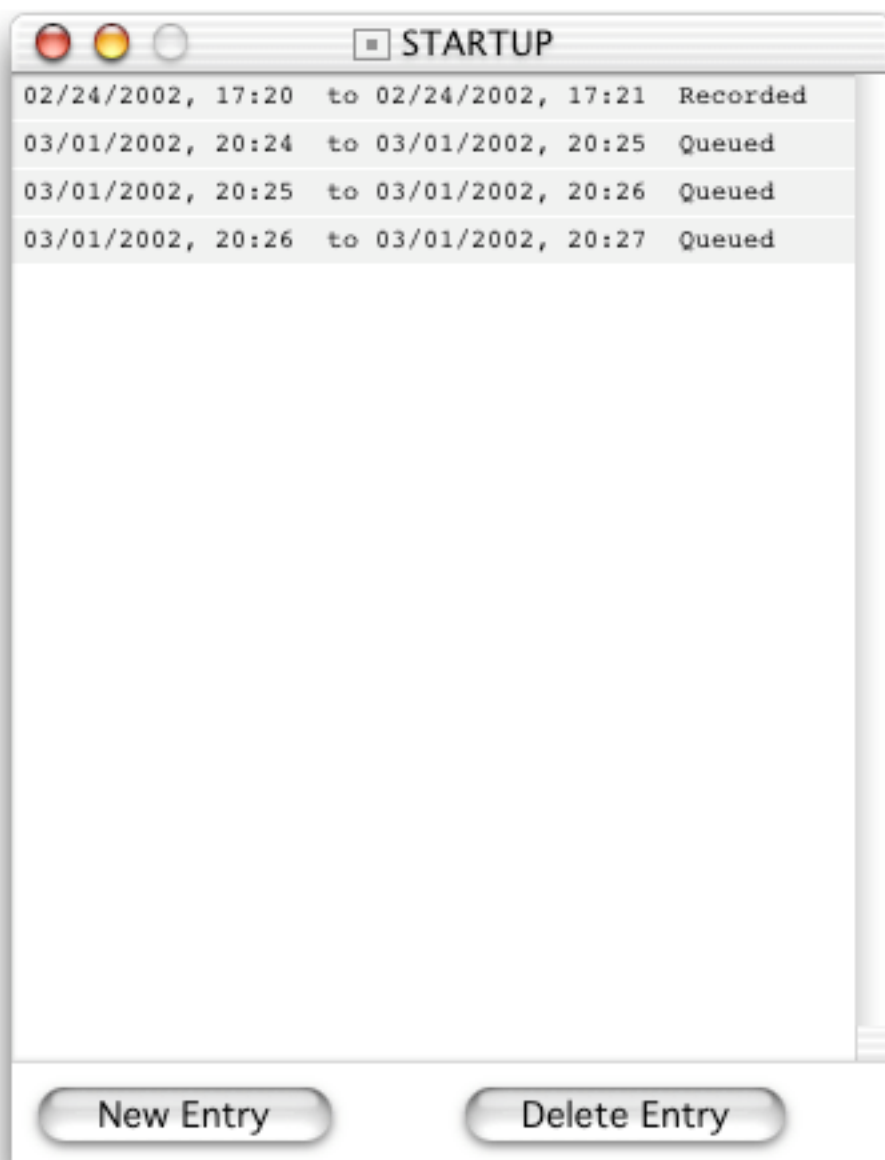 STARTUP
02/24/2002, 17:20 to 02/24/2002, 17:21 Recorded
03/01/2002, 20:24 to 03/01/2002, 20:25 Queued
03/01/2002, 20:25 to 03/01/2002, 20:26 Queued
03/01/2002, 20:26 to 03/01/2002, 20:27 Queued
New Entry Delete Entry